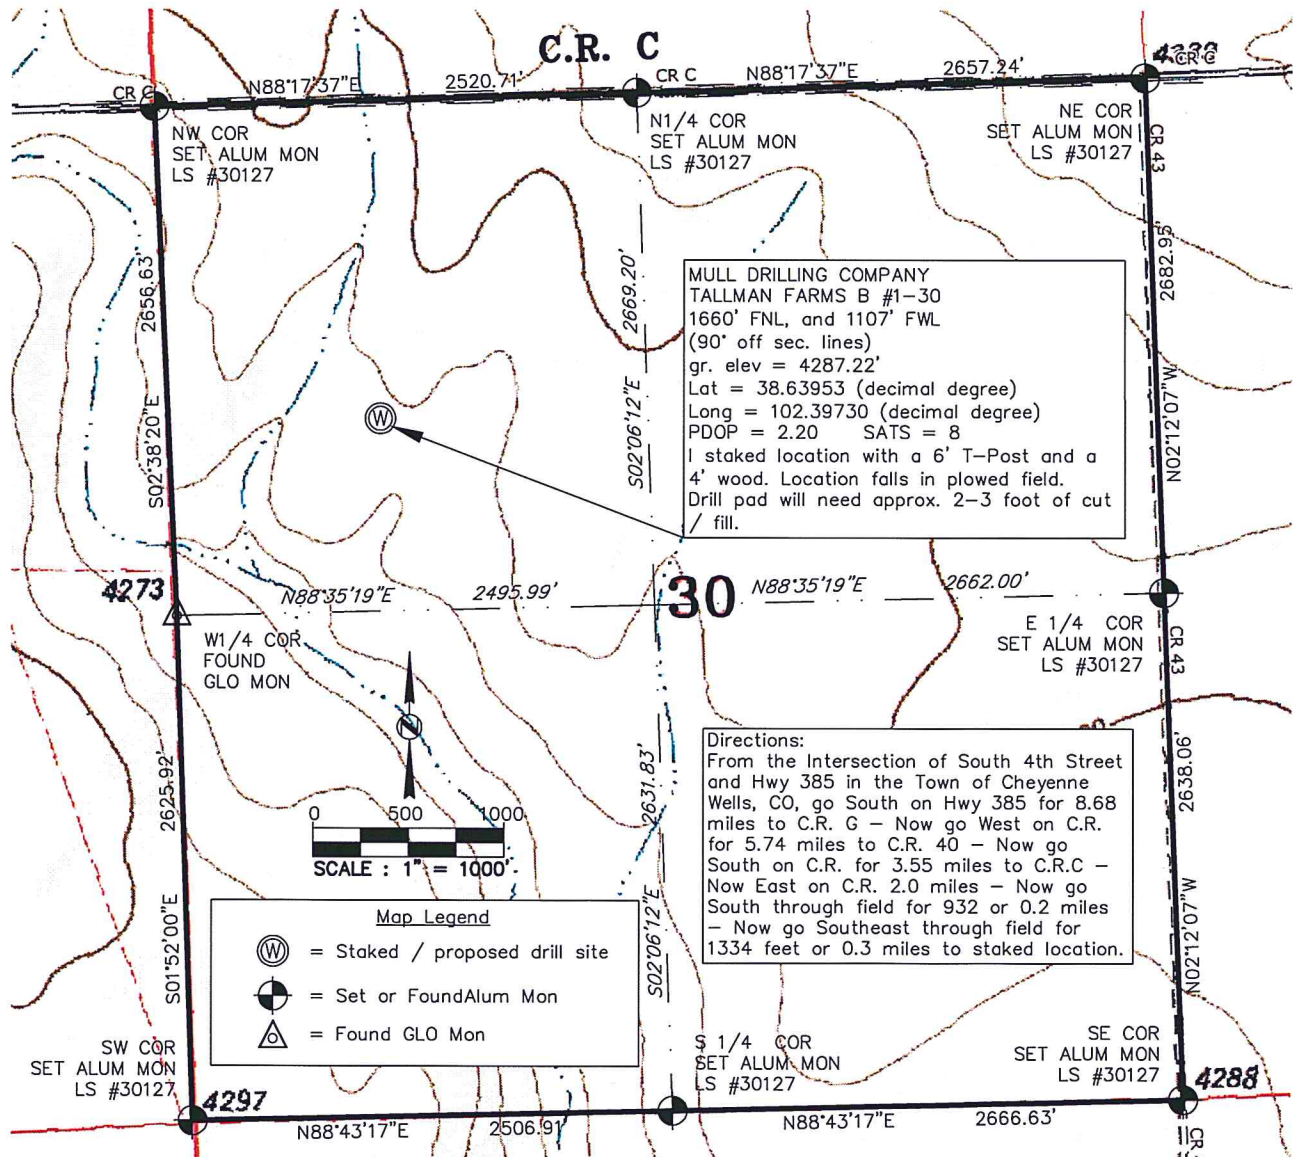 C.R. C
CR C
N88°17'37"E
2520.71'
CR C
N88°17'37"E
2657.24'
CR C
NW COR
SET ALUM MON
LS #30127
N1/4 COR
SET ALUM MON
LS #30127
NE COR
SET ALUM MON
LS #30127
CR 43
2656.63'
S02°38'20"E
2669.20'
S02°06'12"E
2682.95'
N02°12'07"W
MULL DRILLING COMPANY
TALLMAN FARMS B #1-30
1660' FNL, and 1107' FWL
(90° off sec. lines)
gr. elev = 4287.22'
Lat = 38.63953 (decimal degree)
Long = 102.39730 (decimal degree)
PDOP = 2.20 SATS = 8
I staked location with a 6' T-Post and a
4' wood. Location falls in plowed field.
Drill pad will need approx. 2-3 foot of cut
/ fill.
W
4273
N88°35'19"E
2495.99'
30
N88°35'19"E
2662.00'
W1/4 COR
FOUND
GLO MON
E 1/4 COR
SET ALUM MON
LS #30127
CR 43
N
2625.92'
S01°52'00"E
2631.83'
S02°06'12"E
2638.06'
N02°12'07"W
0 500 1000
SCALE : 1" = 1000'
Directions:
From the Intersection of South 4th Street
and Hwy 385 in the Town of Cheyenne
Wells, CO, go South on Hwy 385 for 8.68
miles to C.R. G - Now go West on C.R.
for 5.74 miles to C.R. 40 - Now go
South on C.R. for 3.55 miles to C.R.C -
Now East on C.R. 2.0 miles - Now go
South through field for 932 or 0.2 miles
- Now go Southeast through field for
1334 feet or 0.3 miles to staked location.
Map Legend
W = Staked / proposed drill site
= Set or FoundAlum Mon
= Found GLO Mon
SW COR
SET ALUM MON
LS #30127
4297
S 1/4 COR
SET ALUM MON
LS #30127
SE COR
SET ALUM MON
LS #30127
4288
N88°43'17"E
2506.91'
N88°43'17"E
2666.63'
CR